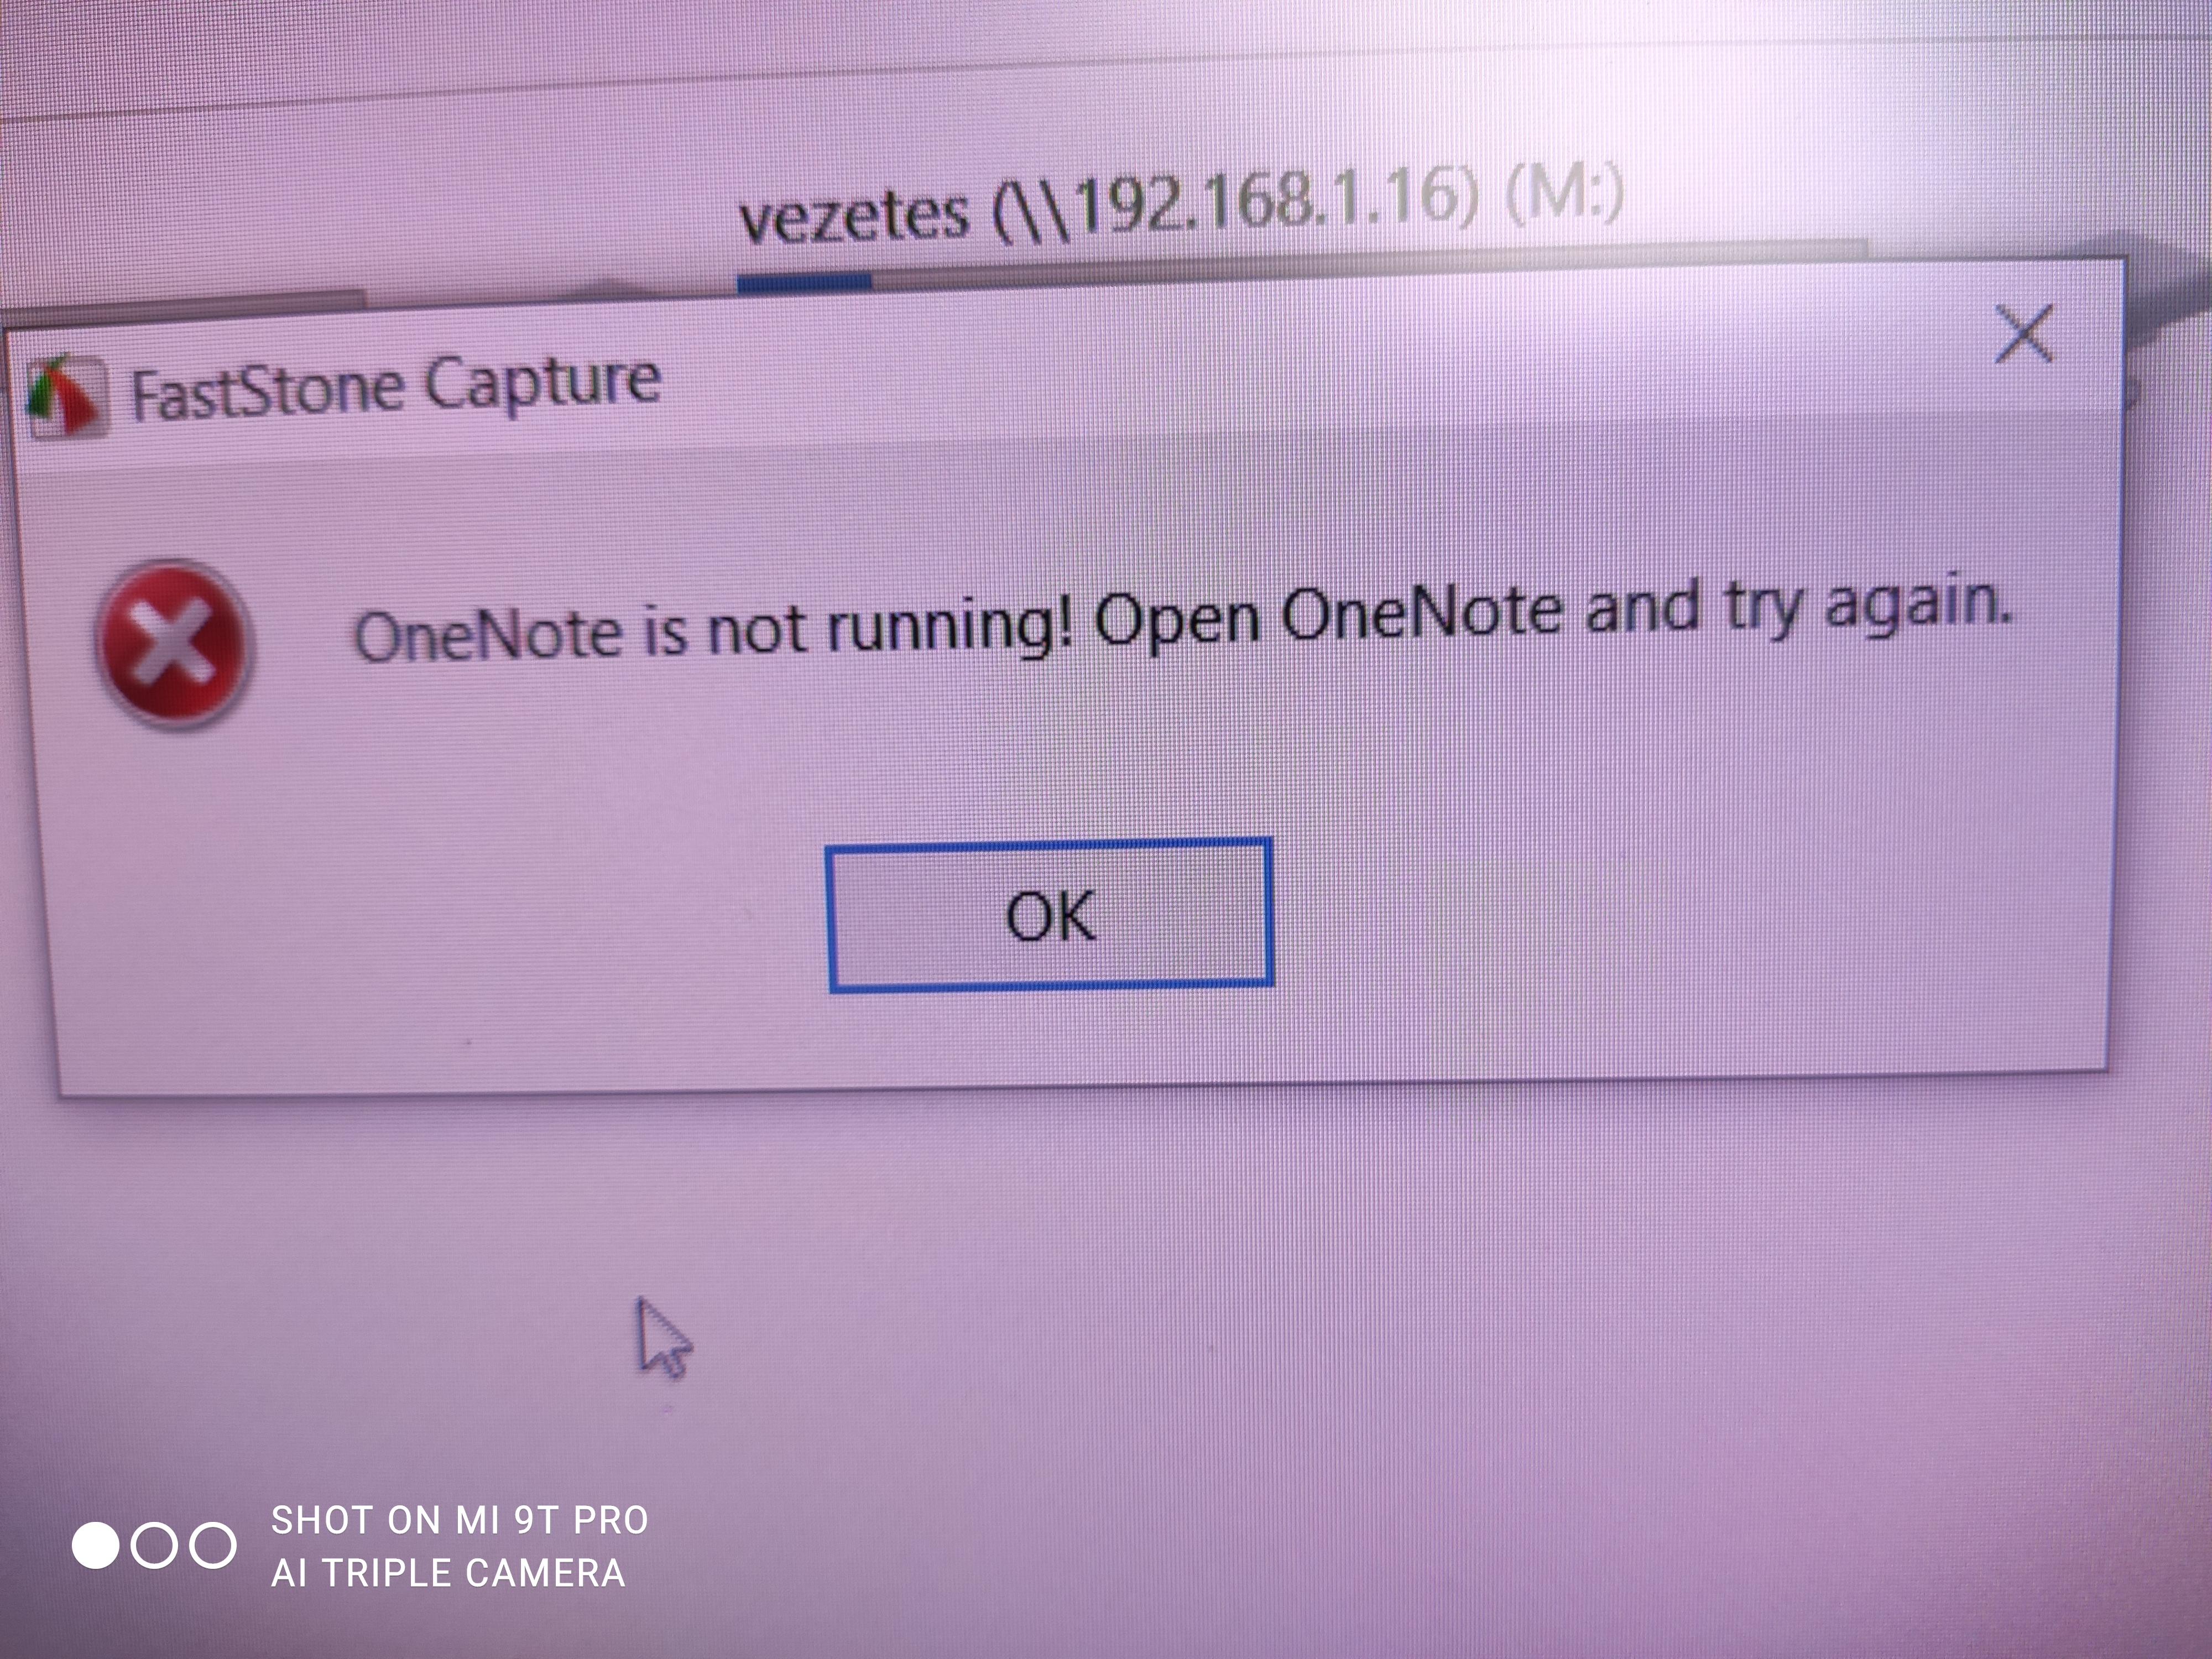 vezetes (\\192.168.1.16) (M:)
FastStone Capture
OneNote is not running! Open OneNote and try again.
OK
SHOT ON MI 9T PRO
AI TRIPLE CAMERA